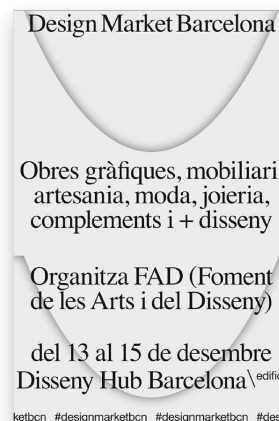 Design Market Barcelona
Obres gràfiques, mobiliari
artesania, moda, joieria,
complements i + disseny
Organitza FAD (Foment
de les Arts i del Disseny)
del 13 al 15 de desembre
Disseny Hub Barcelona\
#designmarketbcn #designmarketbcn